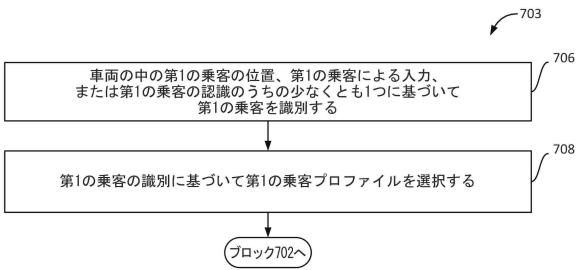 703
706
車両の中の第1の乗客の位置、第1の乗客による入力、
または第1の乗客の認識のうちの少なくとも1つに基づいて
第1の乗客を識別する
708
第1の乗客の識別に基づいて第1の乗客プロファイルを選択する
ブロック702へ